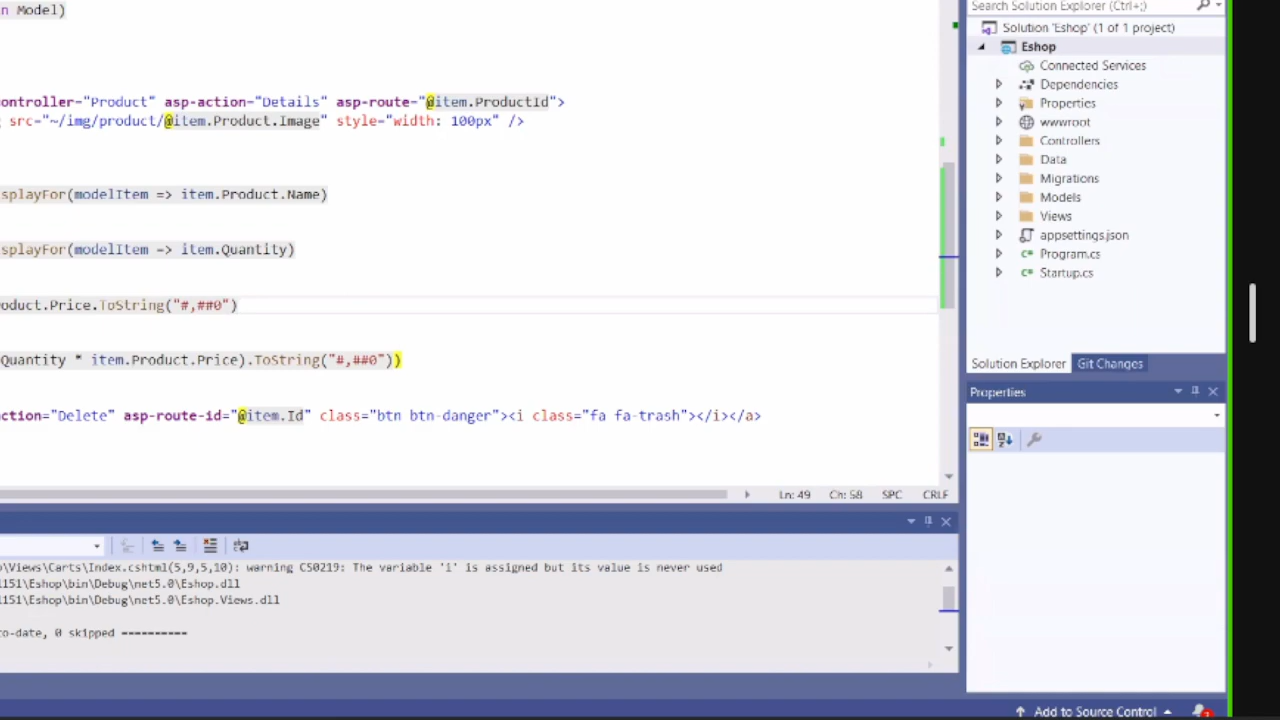 n Model)
ontroller="Product" asp-action="Details" asp-route="@item.ProductId">
src="~/img/product/@item.Product.Image" style="width: 100px" />
splayFor(modelItem => item.Product.Name)
splayFor(modelItem => item.Quantity)
oduct.Price.ToString("#,##0")
Quantity * item.Product.Price).ToString("#,##0"))
ction="Delete" asp-route-id="@item.Id" class="btn btn-danger"><i class="fa fa-trash"></i></a>
Ln: 49 Ch: 58 SPC CRLF
p\Views\Carts\Index.cshtml(5,9,5,10): warning CS0219: The variable 'i' is assigned but its value is never used
1151\Eshop\bin\Debug\net5.0\Eshop.dll
1151\Eshop\bin\Debug\net5.0\Eshop.Views.dll
to-date, 0 skipped ----------
Search Solution Explorer (Ctrl+;)
Solution 'Eshop' (1 of 1 project)
Eshop
Connected Services
Dependencies
Properties
wwwroot
Controllers
Data
Migrations
Models
Views
appsettings.json
Program.cs
Startup.cs
Solution Explorer Git Changes
Properties
Add to Source Control